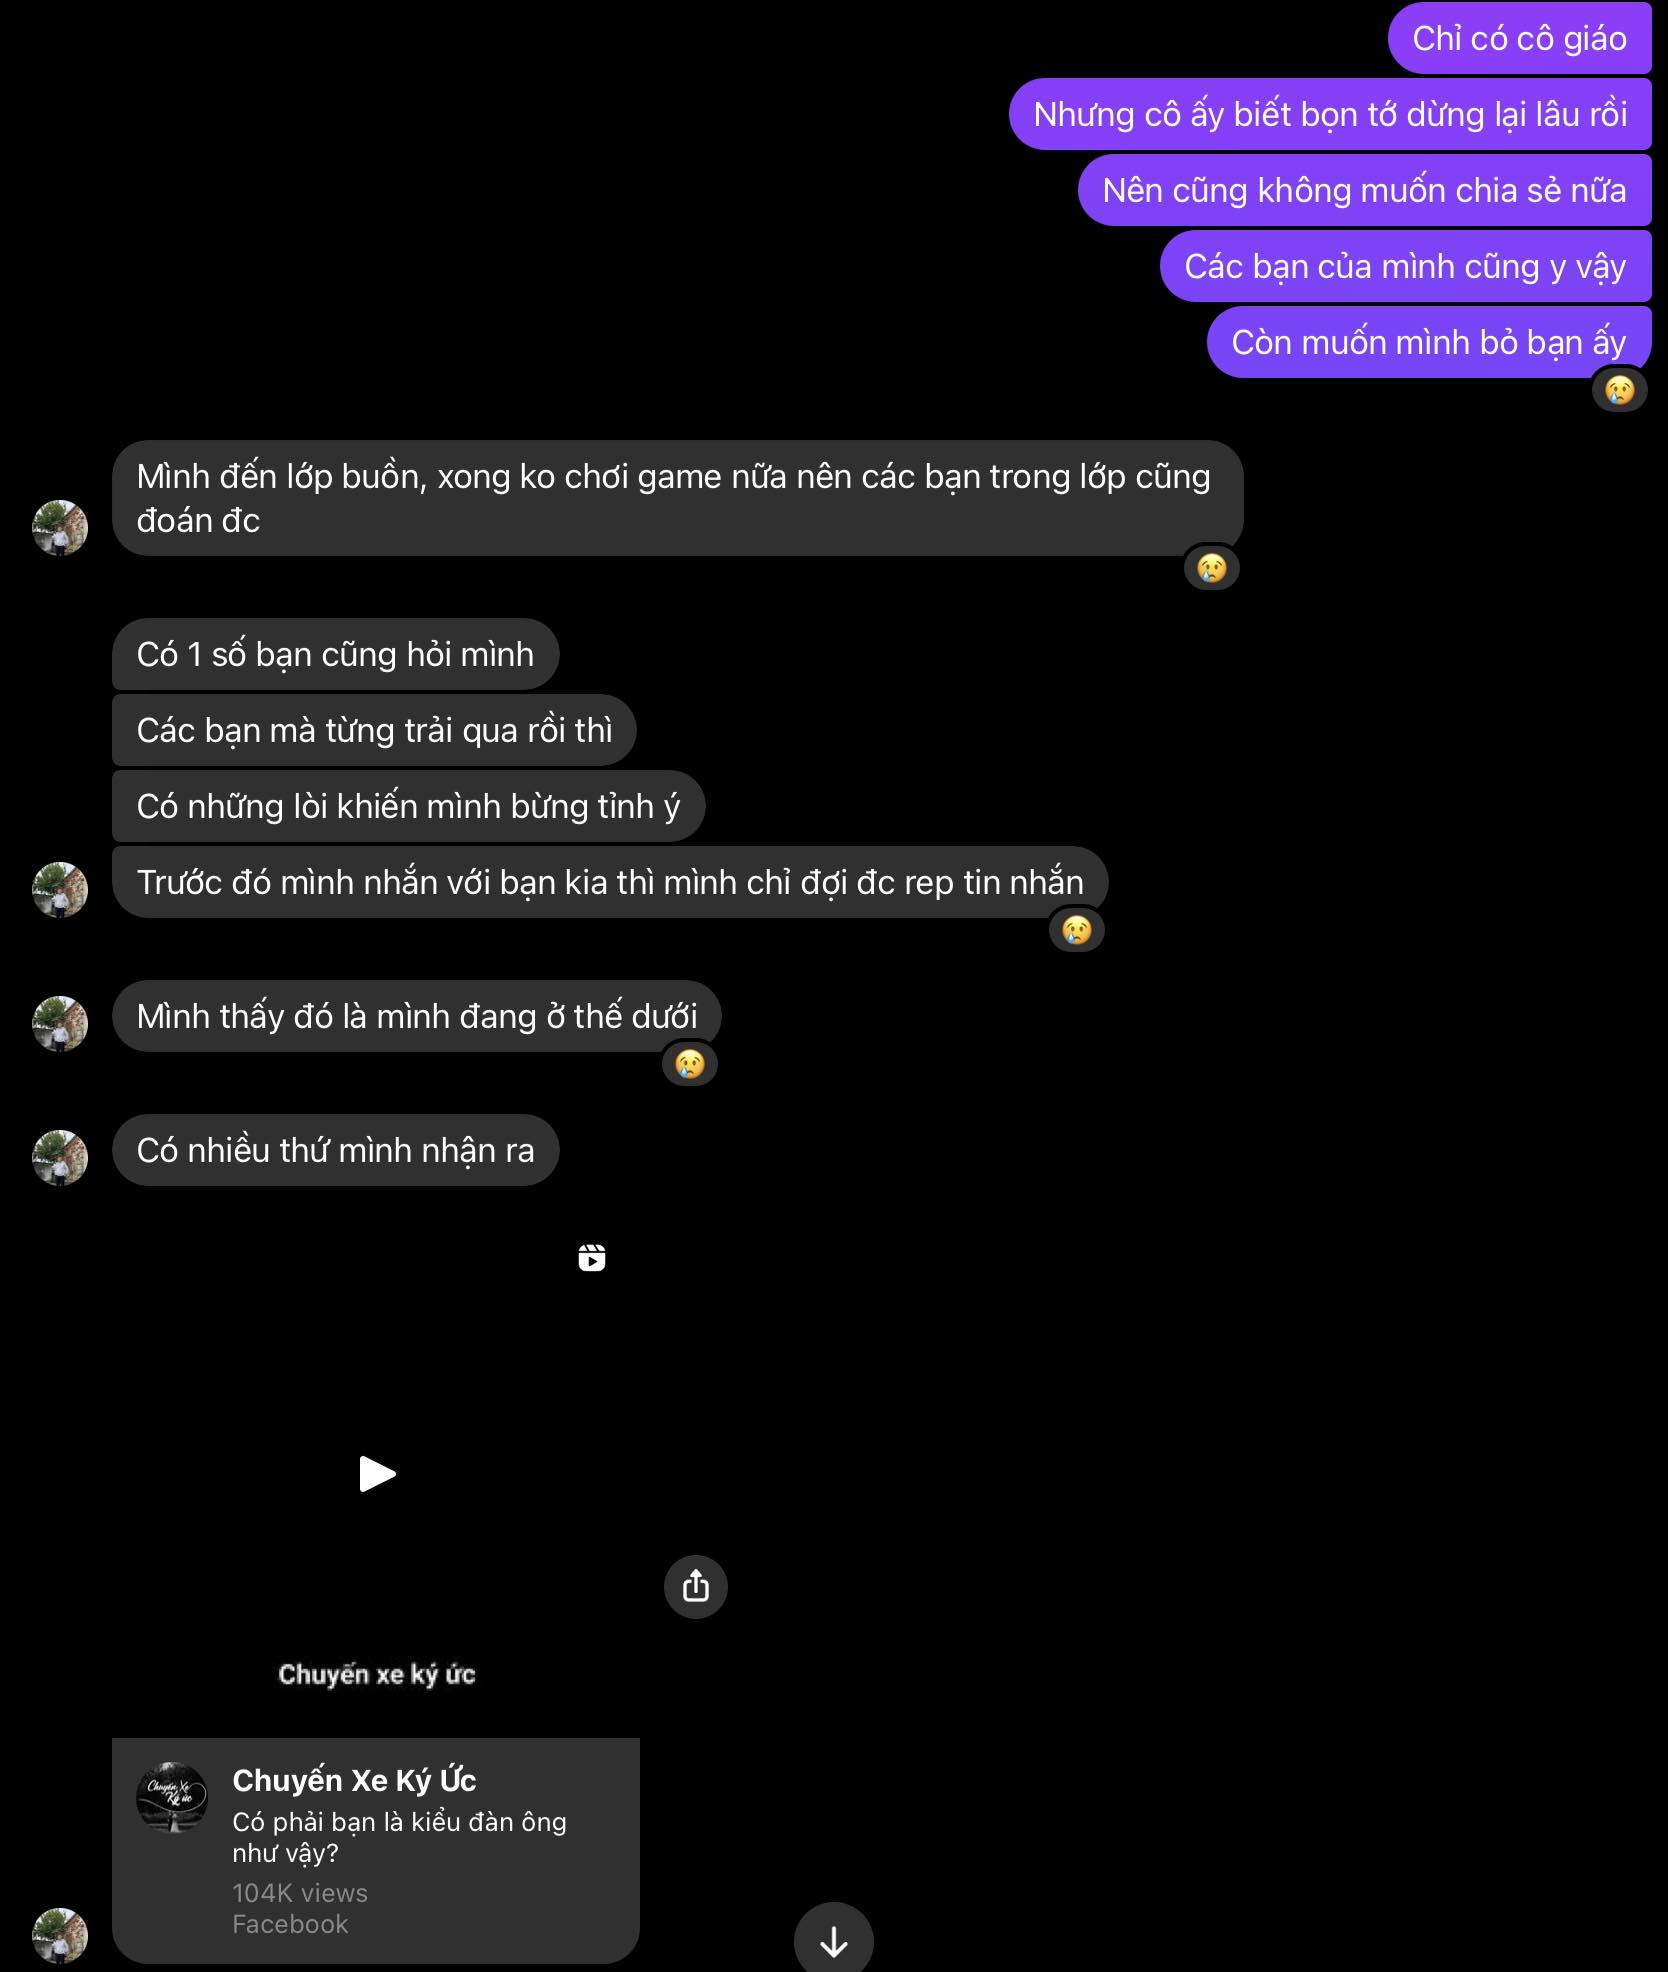 Chỉ có cô giáo
Nhưng cô ấy biết bọn tớ dừng lại lâu rồi
Nên cũng không muốn chia sẻ nữa
Các bạn của mình cũng y vậy
Còn muốn mình bỏ bạn ấy
Mình đến lớp buồn, xong ko chơi game nữa nên các bạn trong lớp cũng
đoán đc
Có 1 số bạn cũng hỏi mình
Các bạn mà từng trải qua rồi thì
Có những lòi khiến mình bừng tỉnh ý
Trước đó mình nhắn với bạn kia thì mình chỉ đợi đc rep tin nhắn
Mình thấy đó là mình đang ở thế dưới
Có nhiều thứ mình nhận ra
Chuyến xe ký ức
Chuyến Xe
Ký ức
Chuyến Xe Ký Ức
Có phải bạn là kiểu đàn ông
như vậy?
104K views
Facebook